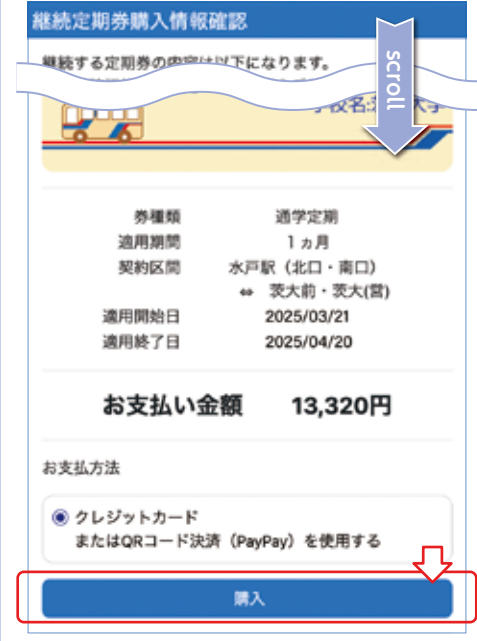 継続定期券購入情報確認
継続する定期券の内容は以下になります。
scroll
券種類 通学定期
適用期間 1ヵ月
契約区間 水戸駅（北口・南口）
⇔ 茨大前・茨大(営)
適用開始日 2025/03/21
適用終了日 2025/04/20
お支払い金額 13,320円
お支払方法
クレジットカード
またはQRコード決済（PayPay）を使用する
購入